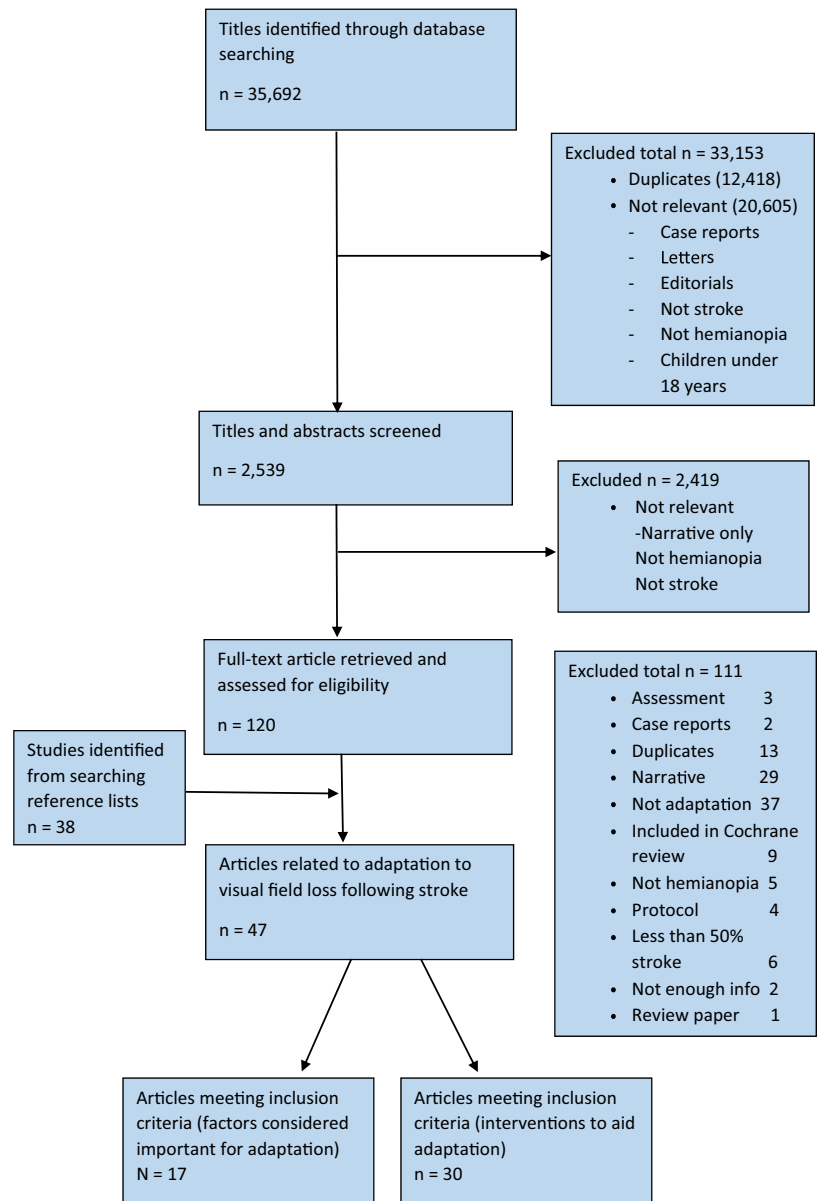 Titles identified through database
searching
n = 35,692
Excluded total n = 33,153
• Duplicates (12,418)
• Not relevant (20,605)
- Case reports
- Letters
- Editorials
- Not stroke
- Not hemianopia
- Children under
18 years
Titles and abstracts screened
n = 2,539
Excluded n = 2,419
• Not relevant
-Narrative only
Not hemianopia
Not stroke
Full-text article retrieved and
assessed for eligibility
n = 120
Excluded total n = 111
• Assessment 3
• Case reports 2
• Duplicates 13
• Narrative 29
• Not adaptation 37
• Included in Cochrane
review 9
• Not hemianopia 5
• Protocol 4
• Less than 50%
stroke 6
• Not enough info 2
• Review paper 1
Studies identified
from searching
reference lists
n = 38
Articles related to adaptation to
visual field loss following stroke
n = 47
Articles meeting inclusion
criteria (factors considered
important for adaptation)
N = 17
Articles meeting inclusion
criteria (interventions to aid
adaptation)
n = 30